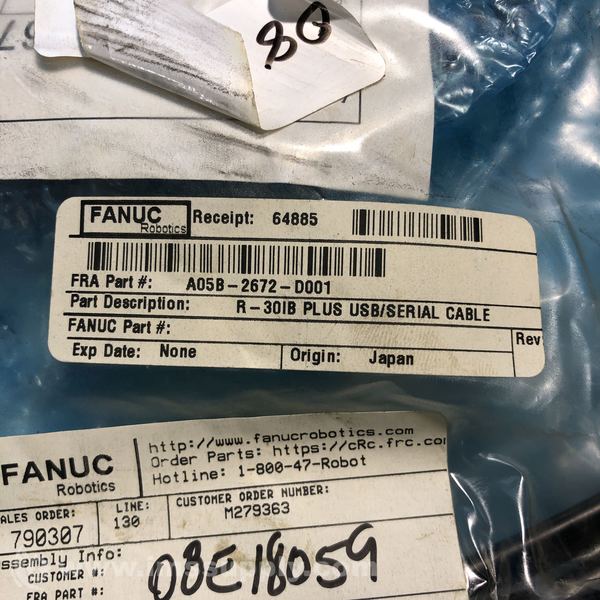 80
FANUC Robotics Receipt: 64885
FRA Part #: A05B-2672-D001
Part Description: R-30IB PLUS USB/SERIAL CABLE
FANUC Part #: Rev
Exp Date: None Origin: Japan
FANUC Robotics
http://www.fanucrobotics.com
Order Parts: https://cRc.frc.com
Hotline: 1-800-47-Robot
ALES ORDER: LINE: CUSTOMER ORDER NUMBER:
790307 130 M279363
ssembly Info:
CUSTOMER #: 08E18059
FRA PART #: